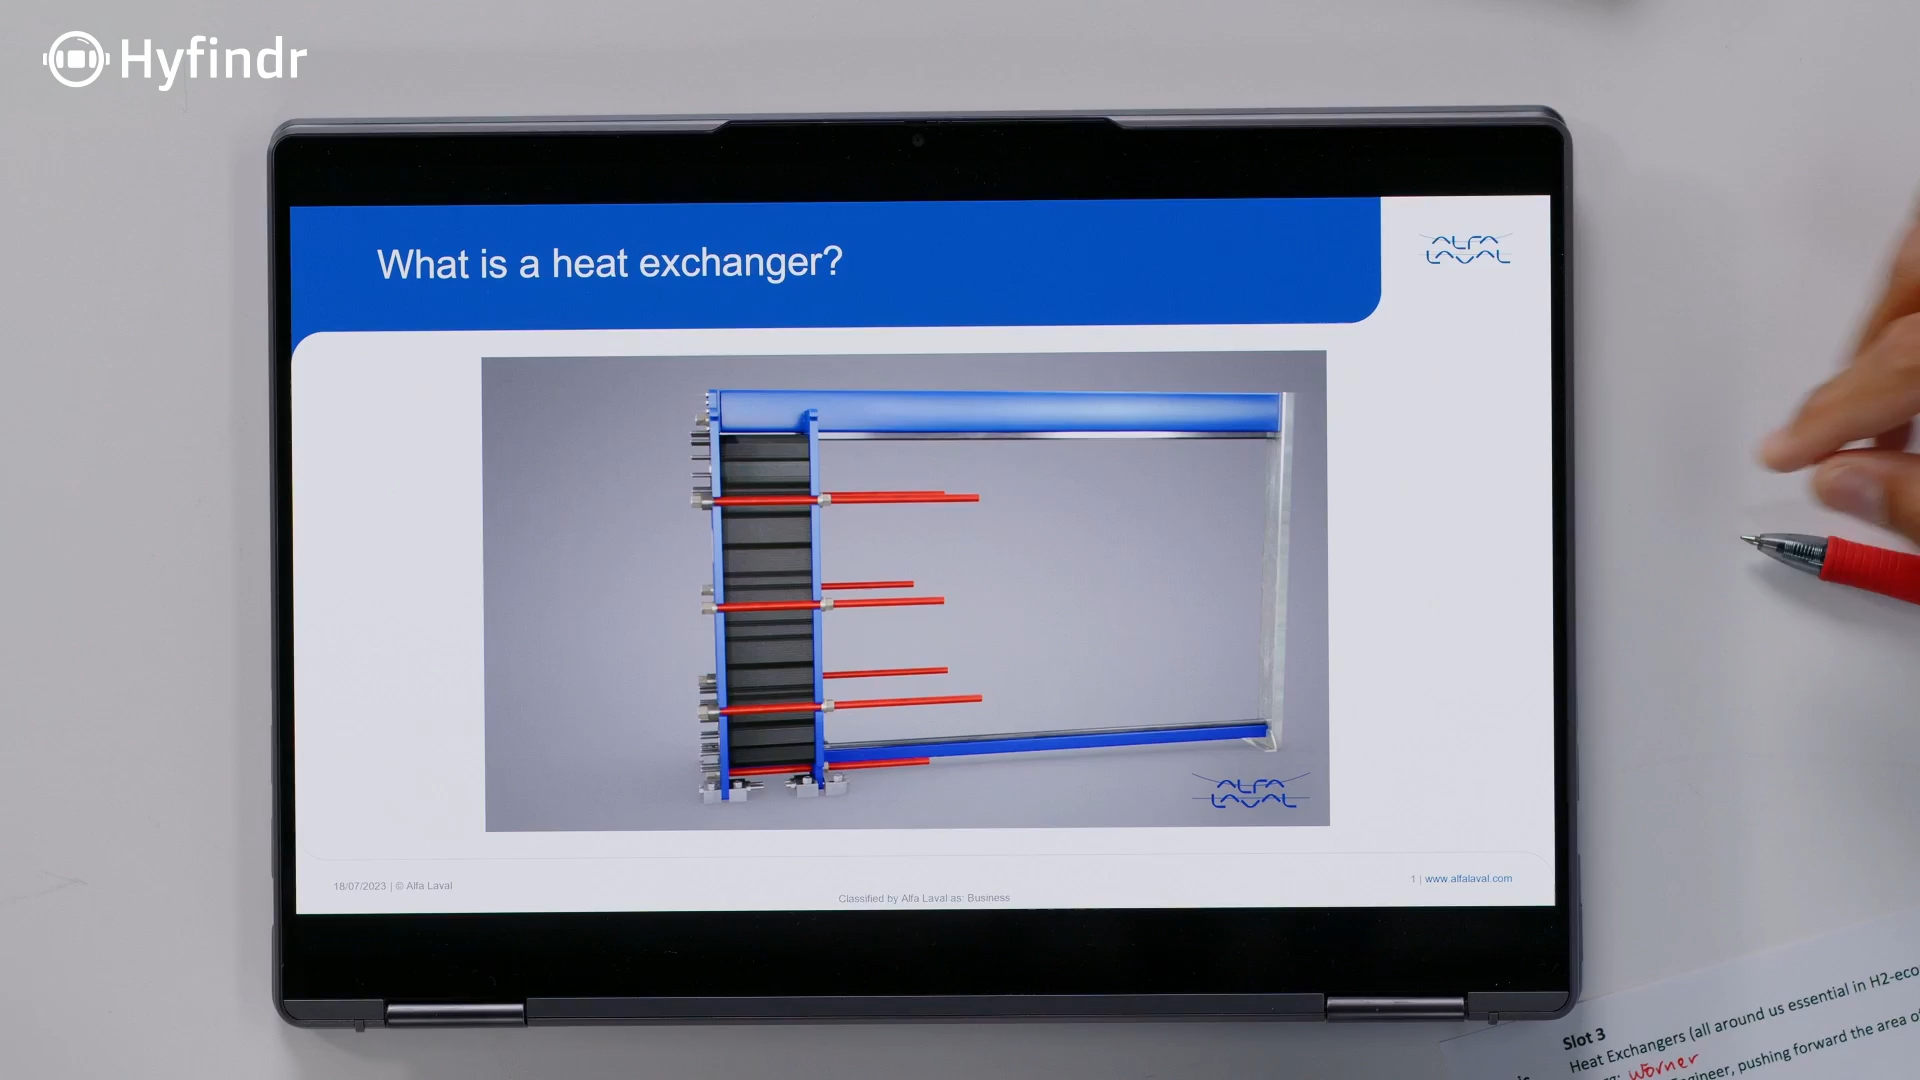 Hyfindr
What is a heat exchanger?
ALFA
LAVAL
ALFA
LAVAL
18/07/2023 | © Alfa Laval
Classified by Alfa Laval as: Business
1 | www.alfalaval.com
Slot 3
Heat Exchangers (all around us essential in H2-eco
Worner
pushing forward the area